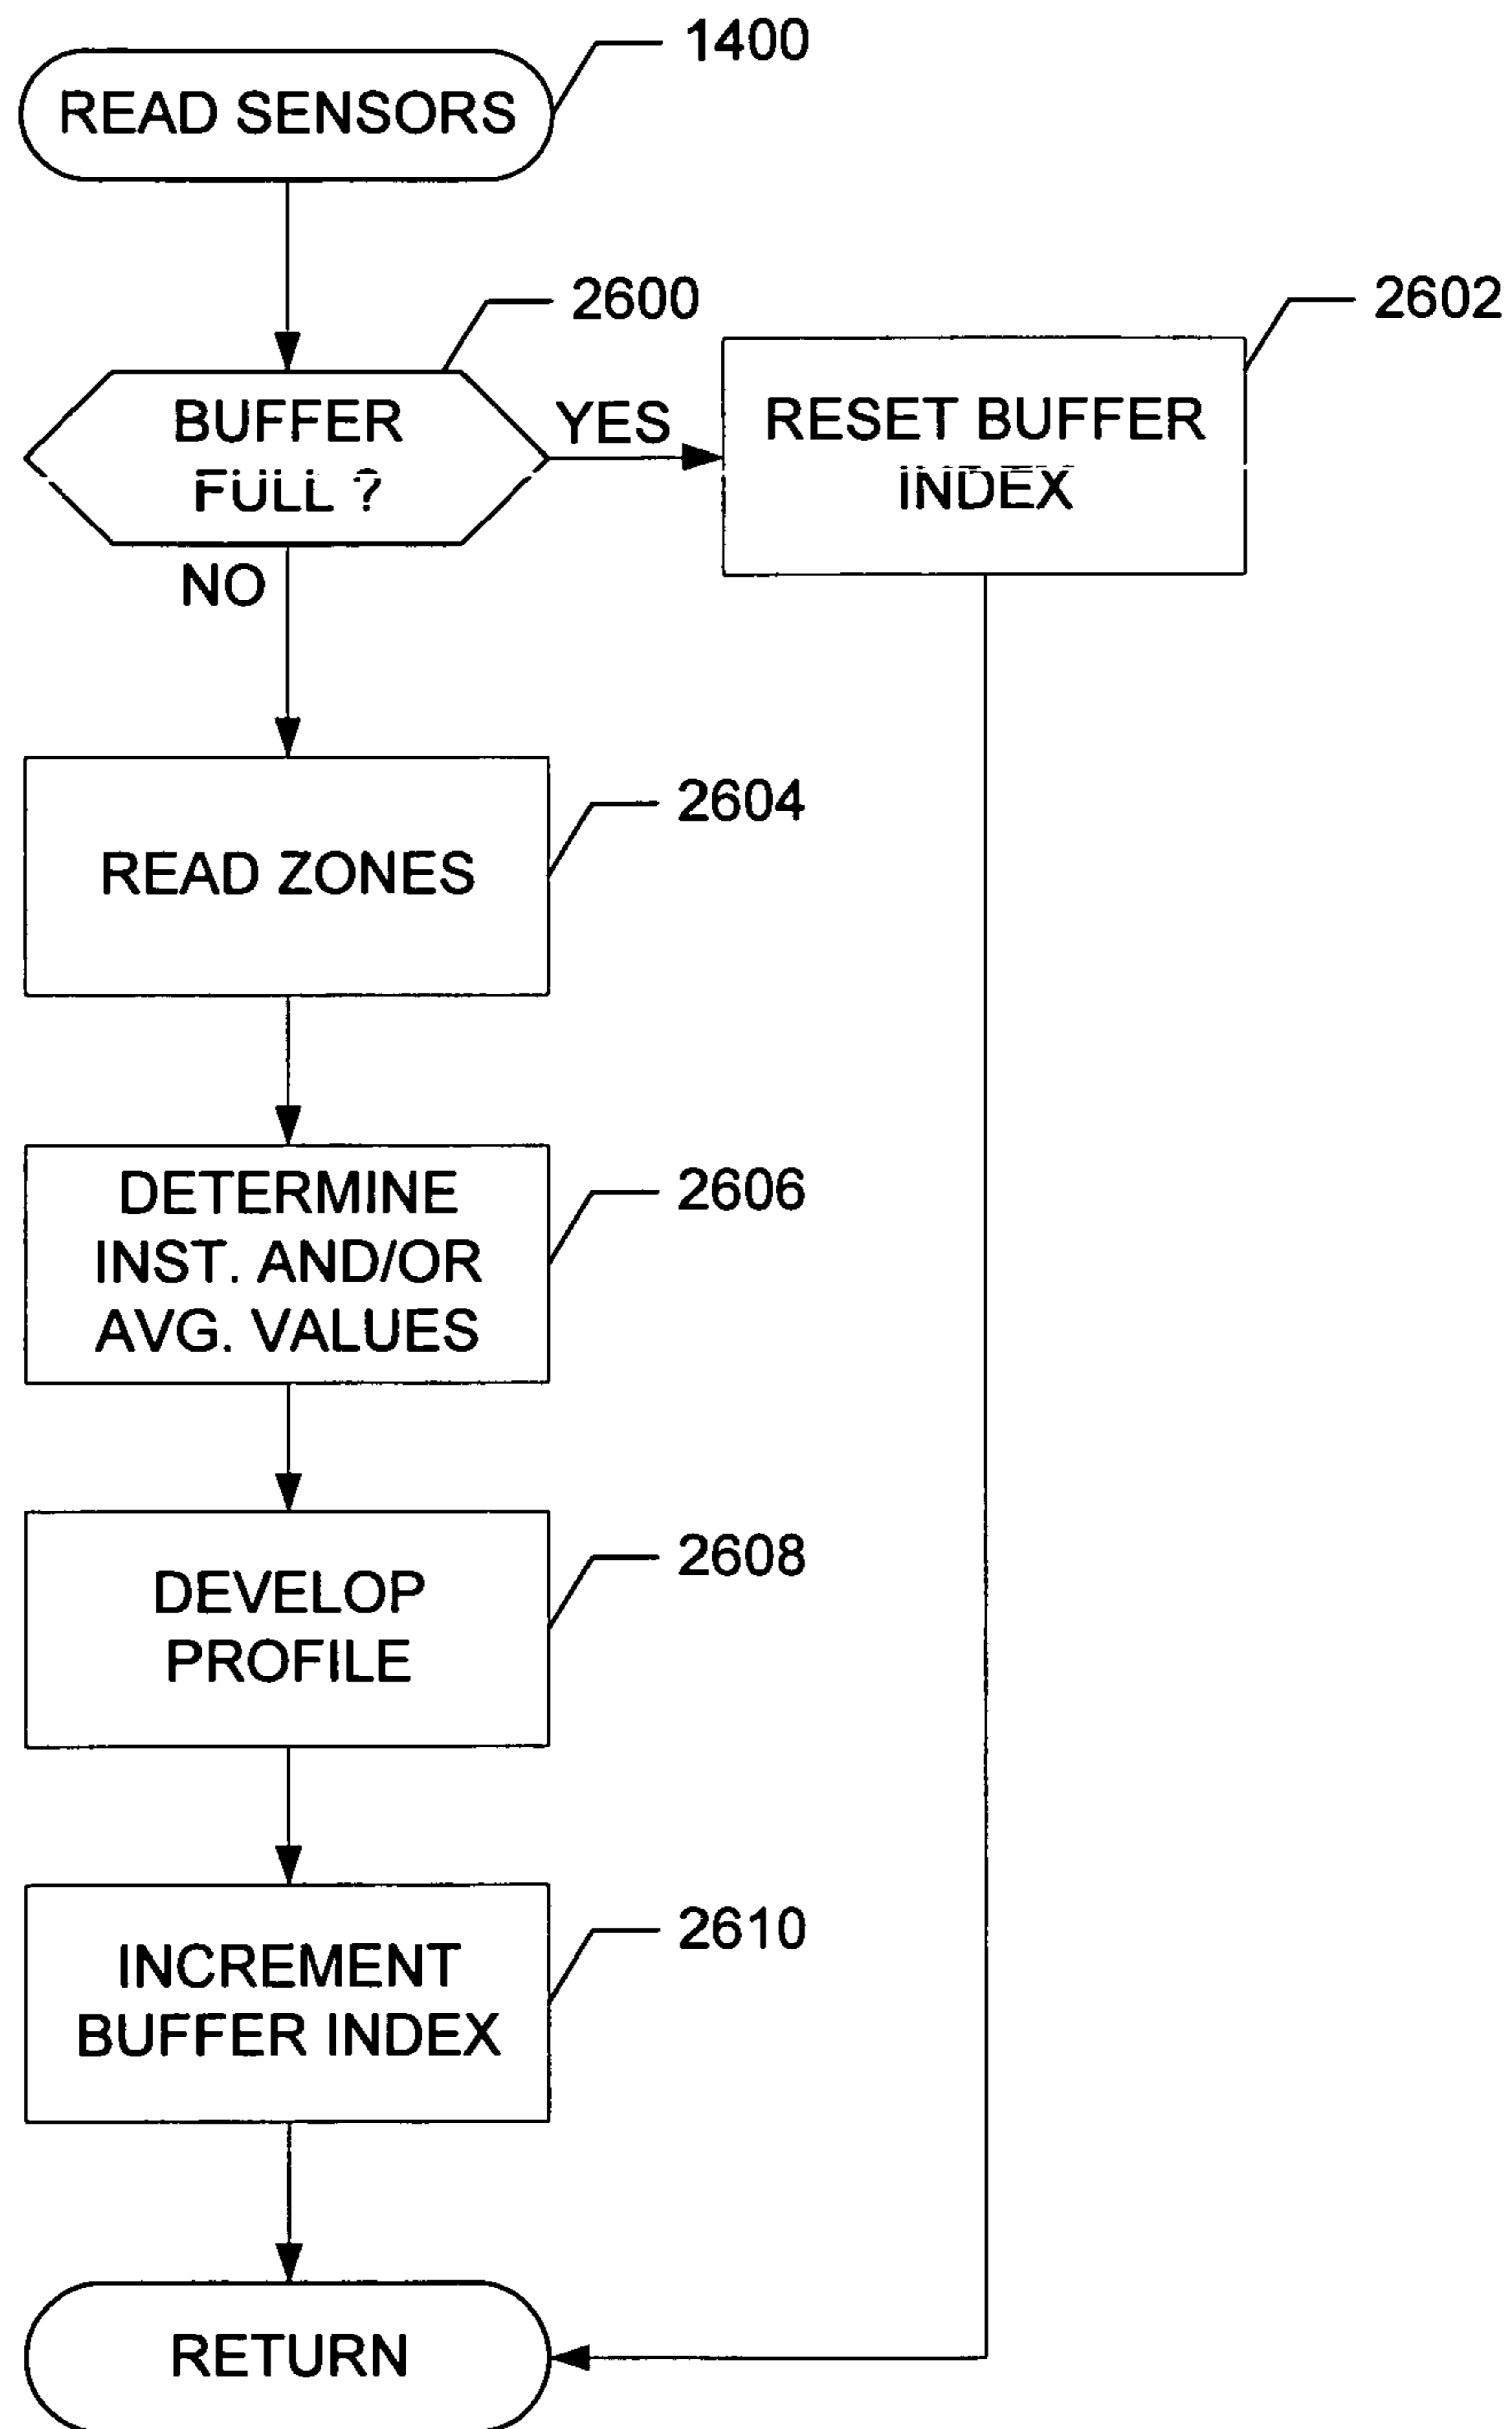 1400
READ SENSORS
2600
2602
BUFFER
FULL ?
YES
RESET BUFFER
INDEX
NO
2604
READ ZONES
2606
DETERMINE
INST. AND/OR
AVG. VALUES
2608
DEVELOP
PROFILE
2610
INCREMENT
BUFFER INDEX
RETURN